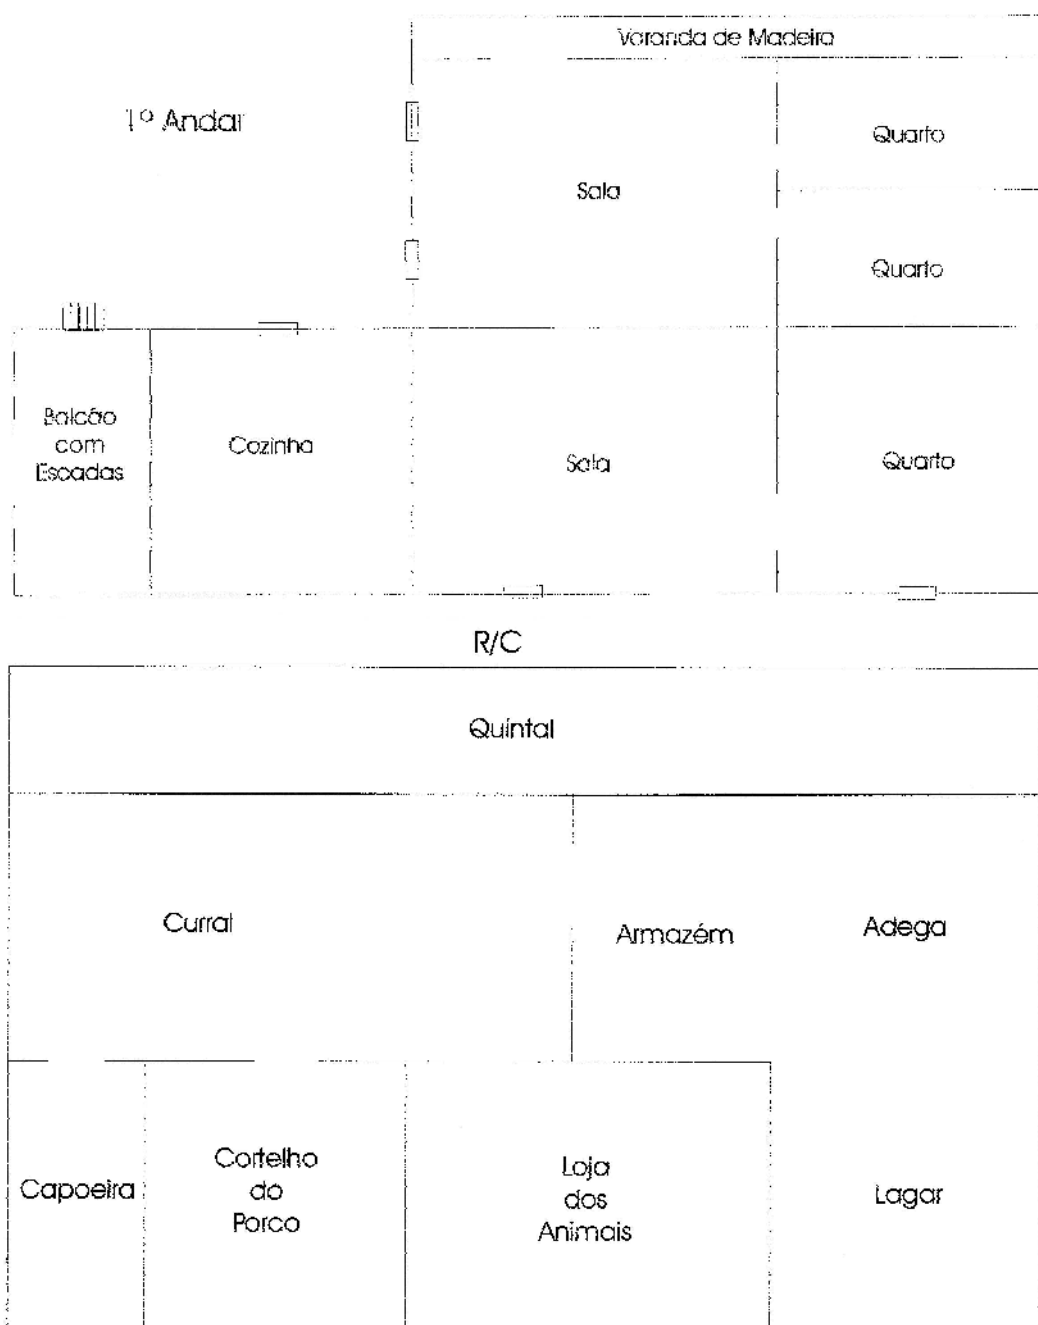 Varanda de Madeira
1º Andar
Quarto
Sala
Quarto
Balcão
com
Escadas
Cozinha
Sala
Quarto
R/C
Quintal
Curral
Armazém
Adega
Capoeira
Cortelho
do
Porco
Loja
dos
Animais
Lagar